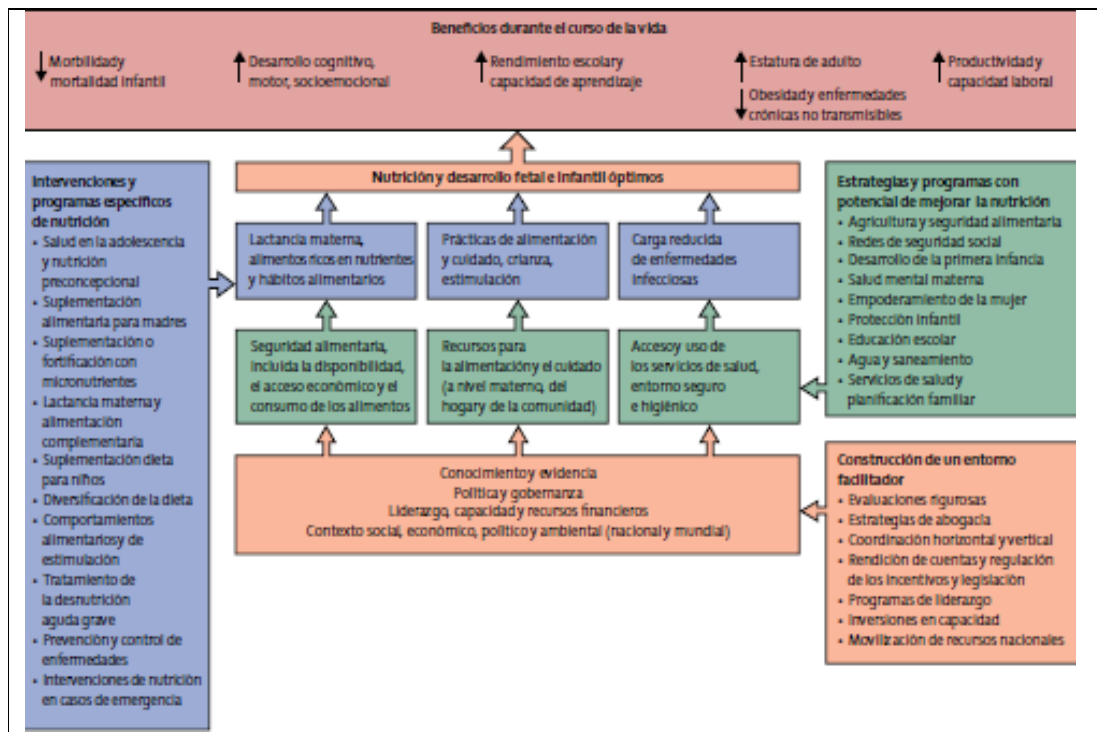 Beneficios durante el curso de la vida
Morbilidad y
mortalidad infantil
Desarrollo cognitivo,
motor, socioemocional
Rendimiento escolar y
capacidad de aprendizaje
Estatura de adulto
Obesidad y enfermedades
crónicas no transmisibles
Productividad y
capacidad laboral
Nutrición y desarrollo fetal e infantil óptimos
Intervenciones y
programas específicos
de nutrición
• Salud en la adolescencia
y nutrición
preconcepcional
• Suplementación
alimentaria para madres
• Suplementación o
fortificación con
micronutrientes
• Lactancia materna y
alimentación
complementaria
• Suplementación dieta
para niños
• Diversificación de la dieta
• Comportamientos
alimentarios y de
estimulación
• Tratamiento de
la desnutrición
aguda grave
• Prevención y control de
enfermedades
• Intervenciones de nutrición
en casos de emergencia
Lactancia materna,
alimentos ricos en nutrientes
y hábitos alimentarios
Prácticas de alimentación
y cuidado, crianza,
estimulación
Carga reducida
de enfermedades
infecciosas
Seguridad alimentaria,
incluida la disponibilidad,
el acceso económico y el
consumo de los alimentos
Recursos para
la alimentación y el cuidado
(a nivel materno, del
hogar y de la comunidad)
Acceso y uso de
los servicios de salud,
entorno seguro
e higiénico
Conocimiento y evidencia
Política y gobernanza
Liderazgo, capacidad y recursos financieros
Contexto social, económico, político y ambiental (nacional y mundial)
Estrategias y programas con
potencial de mejorar la nutrición
• Agricultura y seguridad alimentaria
• Redes de seguridad social
• Desarrollo de la primera infancia
• Salud mental materna
• Empoderamiento de la mujer
• Protección infantil
• Educación escolar
• Agua y saneamiento
• Servicios de salud y
planificación familiar
Construcción de un entorno
facilitador
• Evaluaciones rigurosas
• Estrategias de abogacía
• Coordinación horizontal y vertical
• Rendición de cuentas y regulación
de los incentivos y legislación
• Programas de liderazgo
• Inversiones en capacidad
• Movilización de recursos nacionales